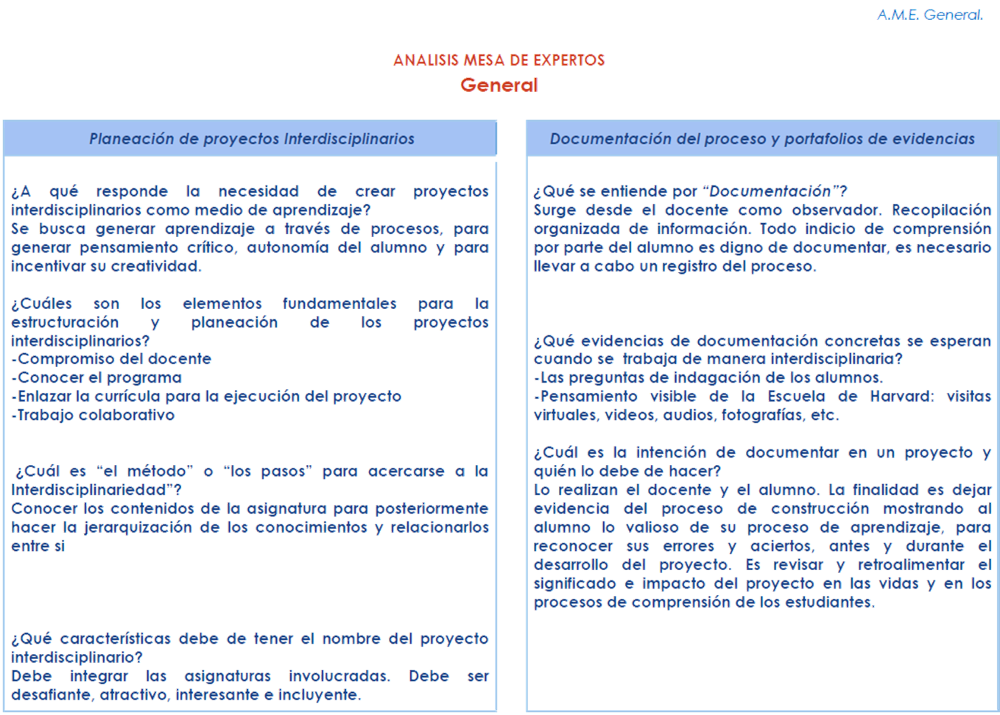 A.M.E. General.
ANALISIS MESA DE EXPERTOS
General
Planeación de proyectos Interdisciplinarios
¿A qué responde la necesidad de crear proyectos
interdisciplinarios como medio de aprendizaje?
Se busca generar aprendizaje a través de procesos, para
generar pensamiento crítico, autonomía del alumno y para
incentivar su creatividad.
¿Cuáles son los elementos fundamentales para la
estructuración y planeación de los proyectos
interdisciplinarios?
-Compromiso del docente
-Conocer el programa
-Enlazar la currícula para la ejecución del proyecto
-Trabajo colaborativo
¿Cuál es “el método” o “los pasos” para acercarse a la
Interdisciplinariedad”?
Conocer los contenidos de la asignatura para posteriormente
hacer la jerarquización de los conocimientos y relacionarlos
entre si
¿Qué características debe de tener el nombre del proyecto
interdisciplinario?
Debe integrar las asignaturas involucradas. Debe ser
desafiante, atractivo, interesante e incluyente.
Documentación del proceso y portafolios de evidencias
¿Qué se entiende por “Documentación”?
Surge desde el docente como observador. Recopilación
organizada de información. Todo indicio de comprensión
por parte del alumno es digno de documentar, es necesario
llevar a cabo un registro del proceso.
¿Qué evidencias de documentación concretas se esperan
cuando se trabaja de manera interdisciplinaria?
-Las preguntas de indagación de los alumnos.
-Pensamiento visible de la Escuela de Harvard: visitas
virtuales, videos, audios, fotografías, etc.
¿Cuál es la intención de documentar en un proyecto y
quién lo debe de hacer?
Lo realizan el docente y el alumno. La finalidad es dejar
evidencia del proceso de construcción mostrando al
alumno lo valioso de su proceso de aprendizaje, para
reconocer sus errores y aciertos, antes y durante el
desarrollo del proyecto. Es revisar y retroalimentar el
significado e impacto del proyecto en las vidas y en los
procesos de comprensión de los estudiantes.